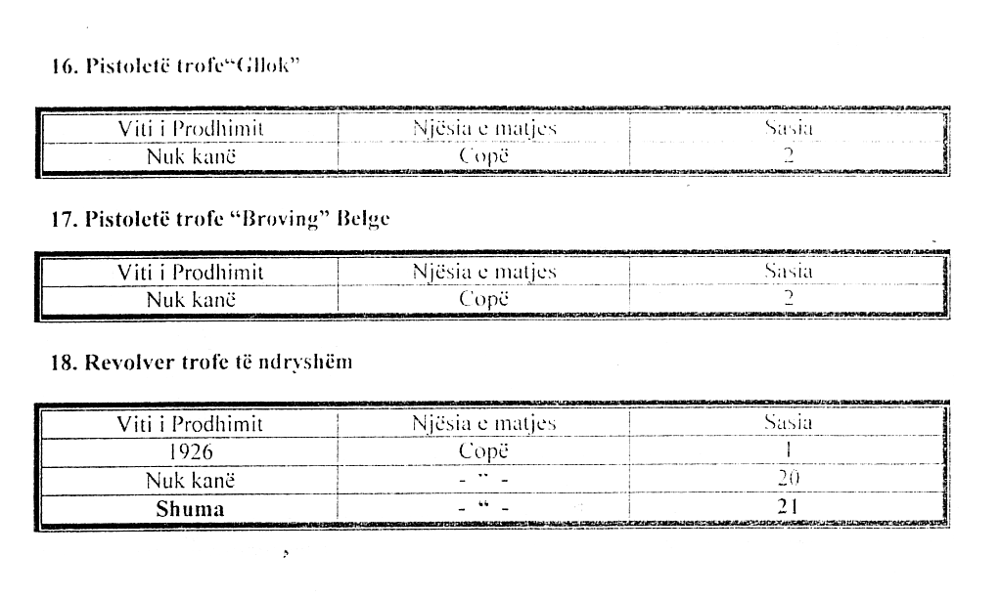 16. Pistoletë trofe“Gllok”
Viti i Prodhimit Njësia e matjes Sasia
Nuk kanë Copë 2
17. Pistoletë trofe “Broving” Belge
Viti i Prodhimit Njësia e matjes Sasia
Nuk kanë Copë 2
18. Revolver trofe të ndryshëm
Viti i Prodhimit Njësia e matjes Sasia
1926 Copë 1
Nuk kanë - “ - 20
Shuma - “ - 21